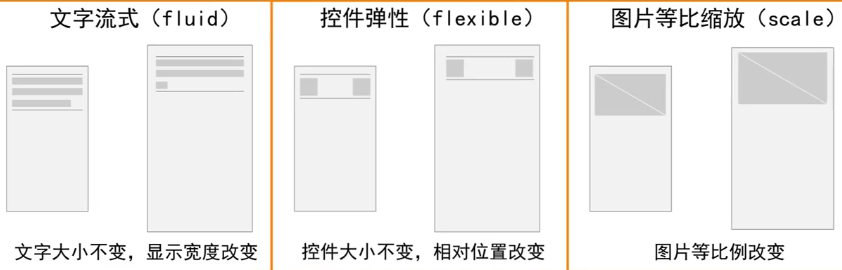 文字流式（fluid）
控件弹性（flexible）
图片等比缩放（scale）
文字大小不变，显示宽度改变
控件大小不变，相对位置改变
图片等比例改变